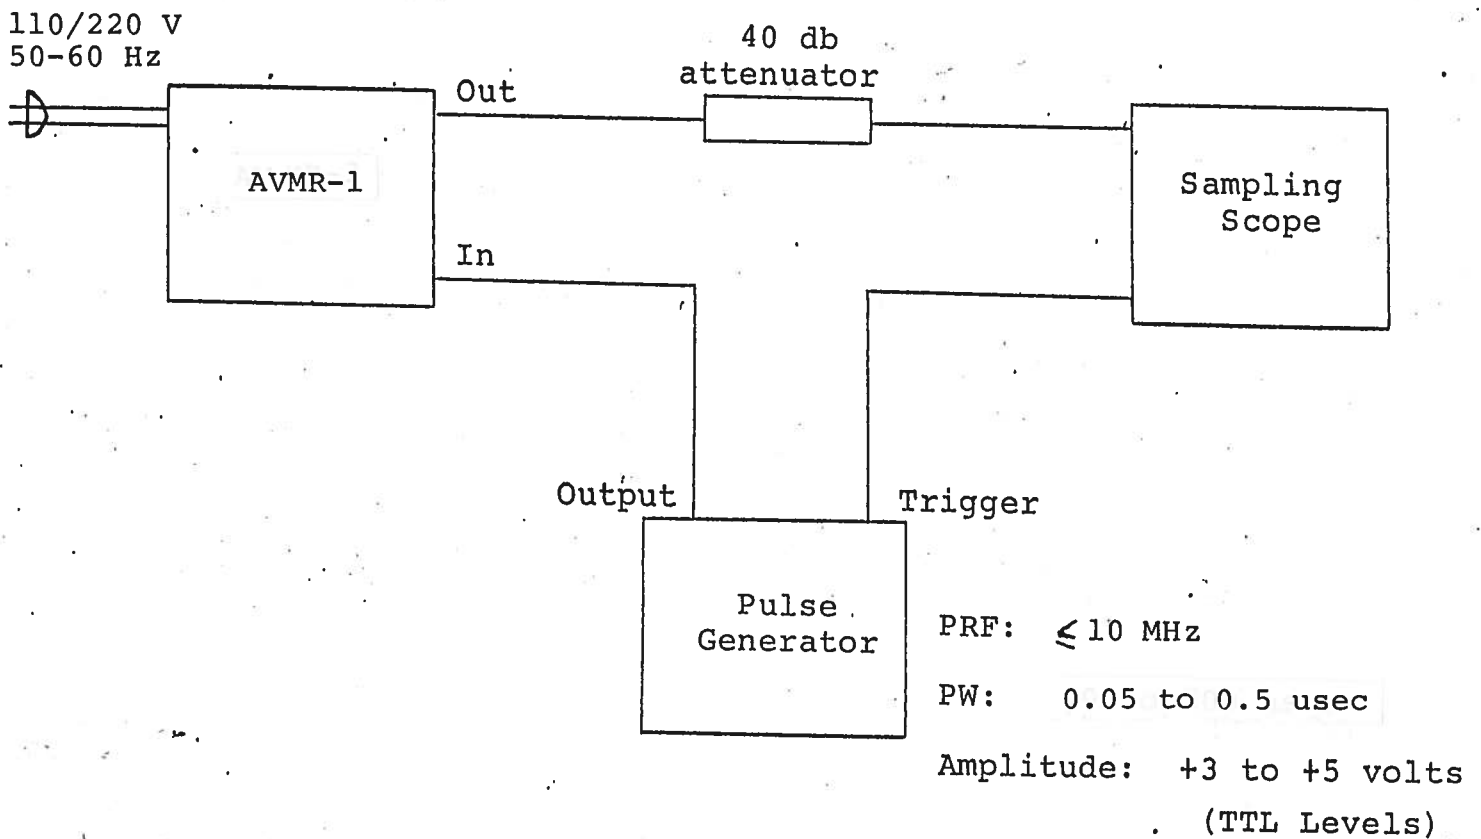 110/220 V
50-60 Hz
40 db
attenuator
Out
AVMR-1
Sampling
Scope
In
Output
Trigger
Pulse
Generator
PRF: ≤10 MHz
PW: 0.05 to 0.5 usec
Amplitude: +3 to +5 volts
(TTL Levels)